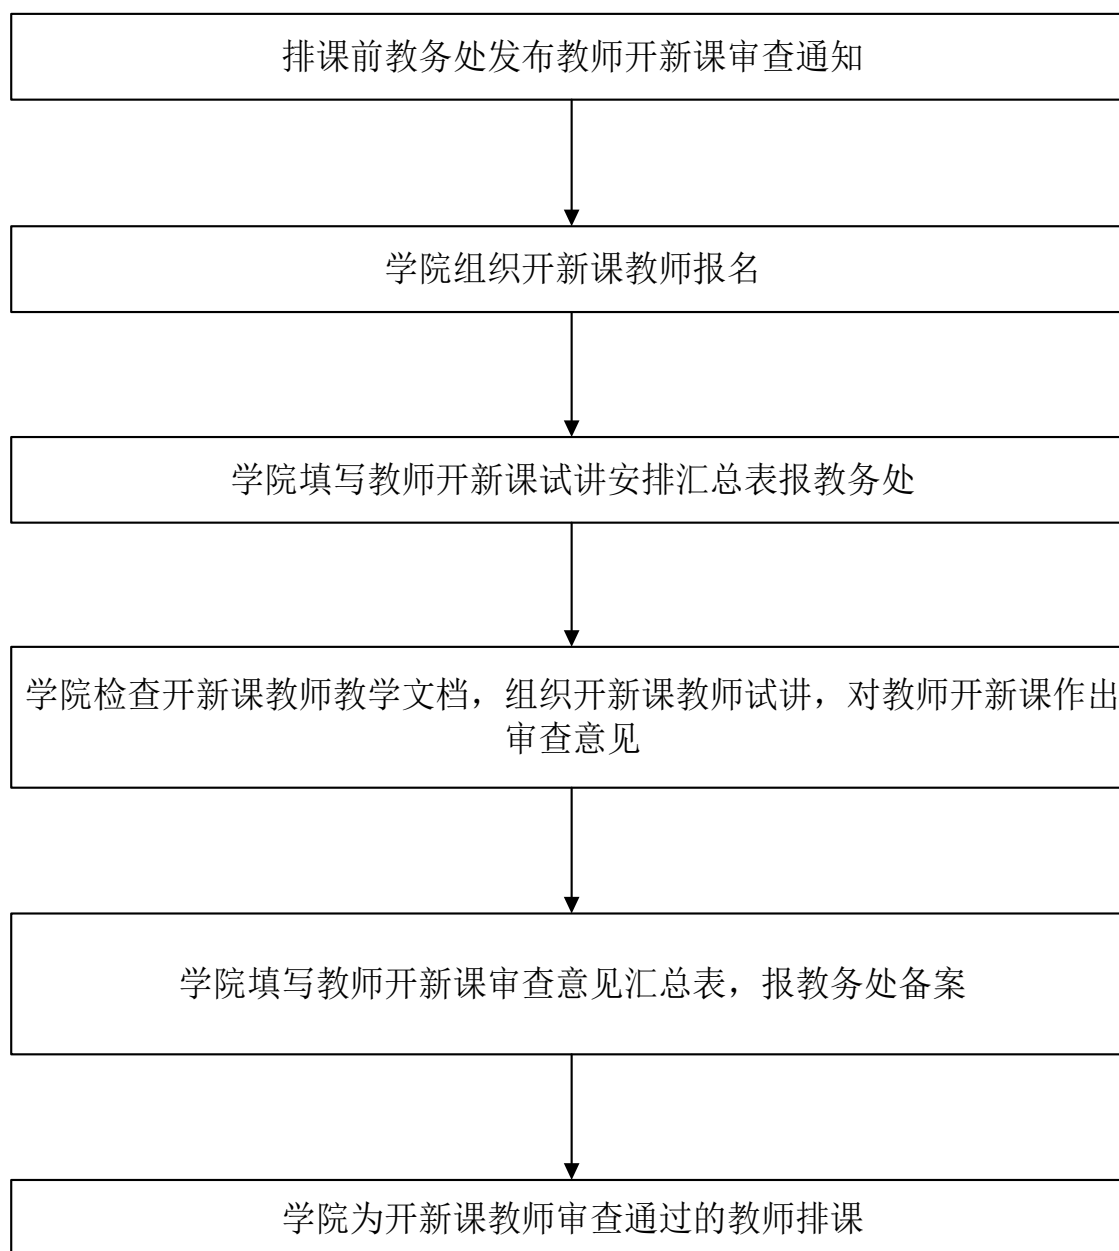 排课前教务处发布教师开新课审查通知
学院组织开新课教师报名
学院填写教师开新课试讲安排汇总表报教务处
学院检查开新课教师教学文档，组织开新课教师试讲，对教师开新课作出
审查意见
学院填写教师开新课审查意见汇总表，报教务处备案
学院为开新课教师审查通过的教师排课